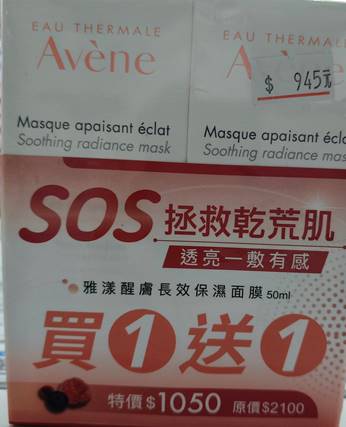 EAU THERMALE
Avène
Masque apaisant éclat
Soothing radiance mask
EAU THERMALE
$ 945元
Masque apaisant écla
Soothing radiance mas
SOS 拯救乾荒肌
透亮一敷有感
雅漾醒膚長效保濕面膜 50ml
買1送1
特價$1050 原價$2100